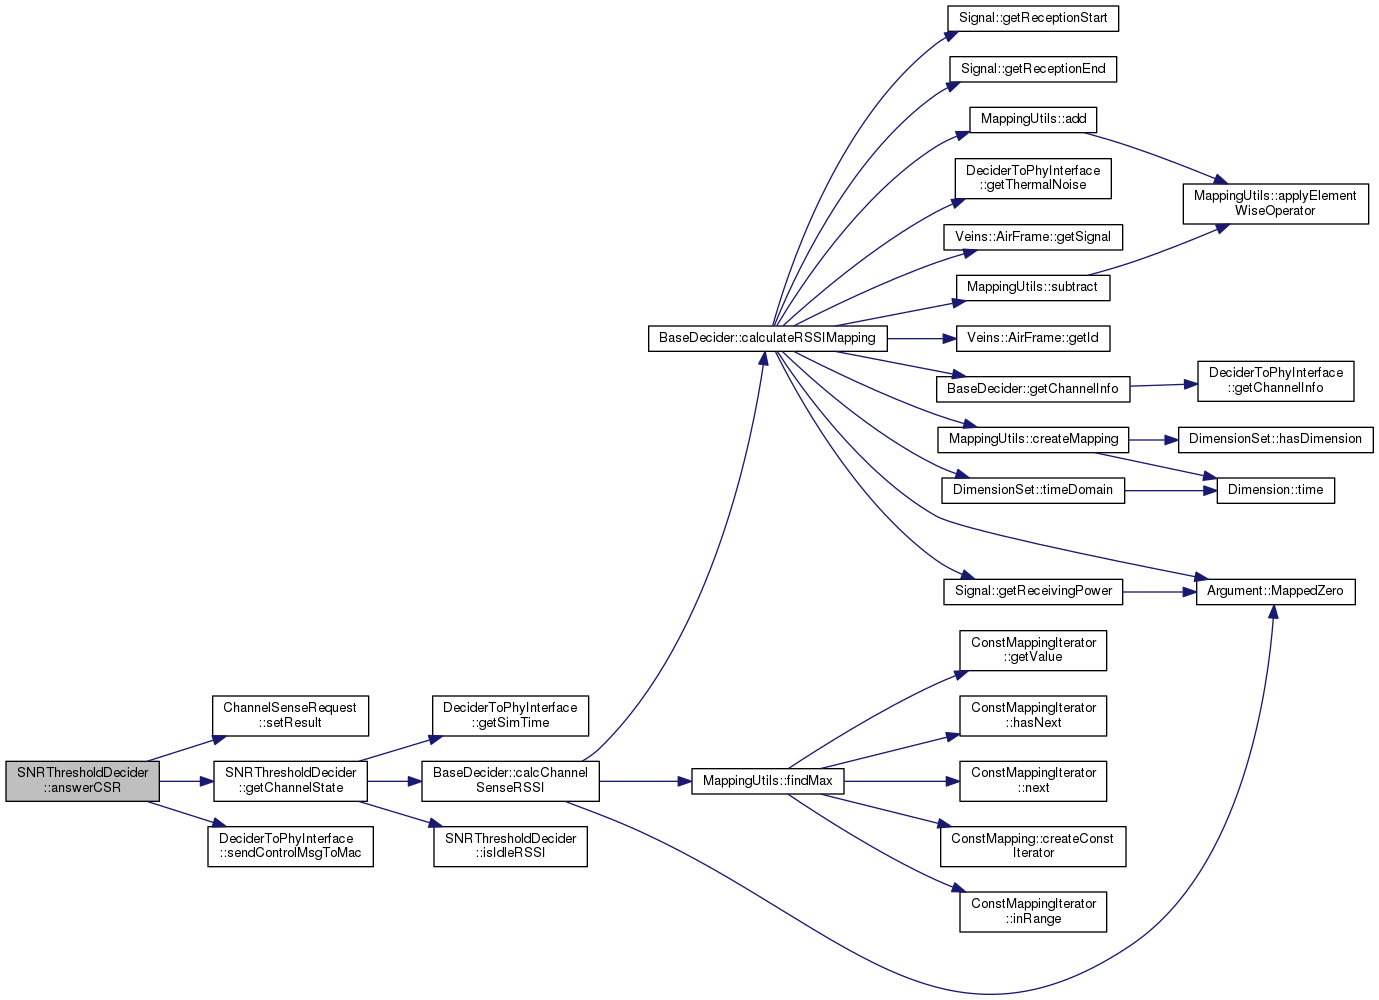 Signal::getReceptionStart
Signal::getReceptionEnd
MappingUtils::add
DeciderToPhyInterface
::getThermalNoise
MappingUtils::applyElement
WiseOperator
Veins::AirFrame::getSignal
MappingUtils::subtract
BaseDecider::calculateRSSIMapping
Veins::AirFrame::getId
BaseDecider::getChannelInfo
DeciderToPhyInterface
::getChannelInfo
MappingUtils::createMapping
DimensionSet::hasDimension
DimensionSet::timeDomain
Dimension::time
Signal::getReceivingPower
Argument::MappedZero
ConstMappingIterator
::getValue
ChannelSenseRequest
::setResult
DeciderToPhyInterface
::getSimTime
ConstMappingIterator
::hasNext
SNRThresholdDecider
::answerCSR
SNRThresholdDecider
::getChannelState
BaseDecider::calcChannel
SenseRSSI
MappingUtils::findMax
ConstMappingIterator
::next
DeciderToPhyInterface
::sendControlMsgToMac
SNRThresholdDecider
::isIdleRSSI
ConstMapping::createConst
Iterator
ConstMappingIterator
::inRange